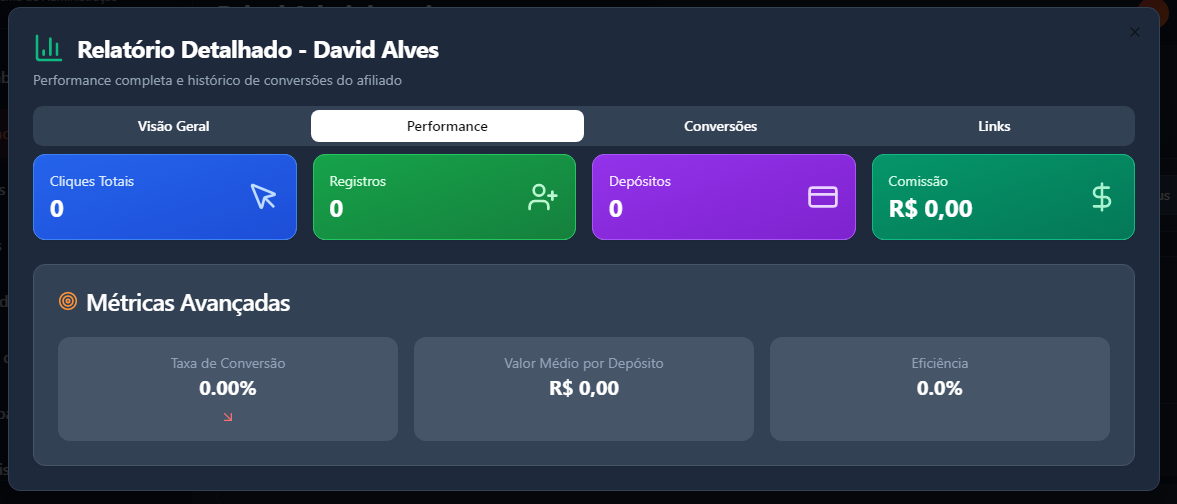 Relatório Detalhado - David Alves
Performance completa e histórico de conversões do afiliado
Visão Geral
Performance
Conversões
Links
Cliques Totais
0
Registros
0
Depósitos
0
Comissão
R$ 0,00
Métricas Avançadas
Taxa de Conversão
0.00%
Valor Médio por Depósito
R$ 0,00
Eficiência
0.0%